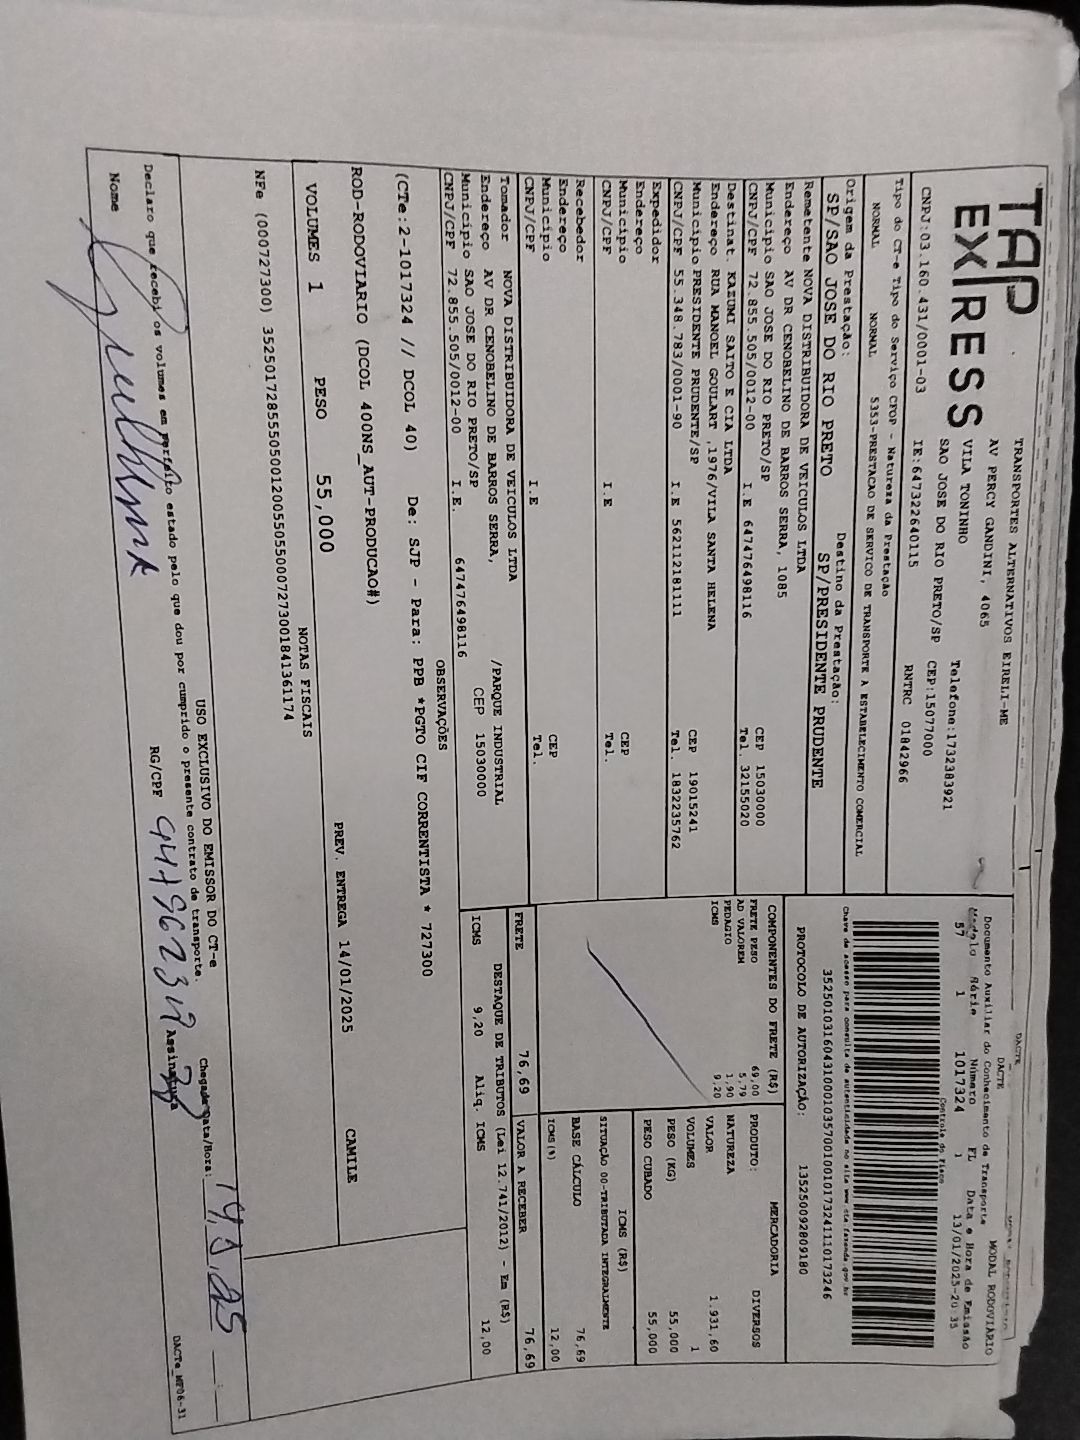 TAP
EXPRESS
TRANSPORTES ALTERNATIVOS EIRELI-ME
AV PERCY GANDINI, 4065
VILA TONINHO
SAO JOSE DO RIO PRETO/SP
Telefone:1732383921
CEP:15077000
CNPJ:03.160.431/0001-03 IE:647322640115 RNTRC 01842966
Tipo do CT-e Tipo do Serviço CFOP - Natureza da Prestação
NORMAL NORMAL 5353-PRESTACAO DE SERVICO DE TRANSPORTE A ESTABELECIMENTO COMERCIAL
Origem da Prestação: Destino da Prestação:
SP/SAO JOSE DO RIO PRETO SP/PRESIDENTE PRUDENTE
DACTE
DACTE
Documento Auxiliar do Conhecimento de Transporte MODAL RODOVIÁRIO
Modelo Série Número FL Data e Hora de Emissão
57 1 1017324 1 13/01/2025-20:35
Controle do Fisco
Chave de acesso para consulta de autenticidade no site www.cte.fazenda.gov.br
35250103160431000103570010010173241110173246
PROTOCOLO DE AUTORIZAÇÃO: 135250092809180
Remetente NOVA DISTRIBUIDORA DE VEICULOS LTDA
Endereço AV DR CENOBELINO DE BARROS SERRA, 1085
Município SAO JOSE DO RIO PRETO/SP CEP 15030000
CNPJ/CPF 72.855.505/0012-00 I.E 647476498116 Tel. 32155020
Destinat. KAZUMI SAITO E CIA LTDA
Endereço RUA MANOEL GOULART ,1976/VILA SANTA HELENA
Município PRESIDENTE PRUDENTE/SP CEP 19015241
CNPJ/CPF 55.348.783/0001-90 I.E 562112181111 Tel. 1832235762
Expedidor
Endereço
Município CEP
CNPJ/CPF I.E Tel.
Recebedor
Endereço
Município CEP
CNPJ/CPF I.E Tel.
Tomador NOVA DISTRIBUIDORA DE VEICULOS LTDA
Endereço AV DR CENOBELINO DE BARROS SERRA, /PARQUE INDUSTRIAL
Município SAO JOSE DO RIO PRETO/SP CEP 15030000
CNPJ/CPF 72.855.505/0012-00 I.E. 647476498116
COMPONENTES DO FRETE (R$)
FRETE PESO 69,00
AD VALOREM 5,79
PEDAGIO 1,90
ICMS 9,20
FRETE 76,69
MERCADORIA
PRODUTO: DIVERSOS
NATUREZA
VALOR 1.931,60
VOLUMES 1
PESO (KG) 55,000
PESO CUBADO 55,000
ICMS (R$)
SITUAÇÃO 00-TRIBUTADA INTEGRALMENTE
BASE CÁLCULO 76,69
ICMS(%) 12,00
VALOR A RECEBER 76,69
DESTAQUE DE TRIBUTOS (Lei 12.741/2012) - Em (R$)
ICMS 9,20 Aliq. ICMS 12,00
OBSERVAÇÕES
(CTe:2-1017324 // DCOL 40) De: SJP - Para: PPB *PGTO CIF CORRENTISTA * 727300
ROD-RODOVIARIO (DCOL 400NS_AUT-PRODUCAO#)
VOLUMES 1 PESO 55,000 PREV. ENTREGA 14/01/2025 CAMILE
NOTAS FISCAIS
NFe (000727300) 35250172855505001200550550007273001841361174
USO EXCLUSIVO DO EMISSOR DO CT-e
Declaro que recebi os volumes em perfeito estado pelo que dou por cumprido o presente contrato de transporte.
Chegada Data/Hora:
Nome RG/CPF Assinatura
DACTe_MF06-31